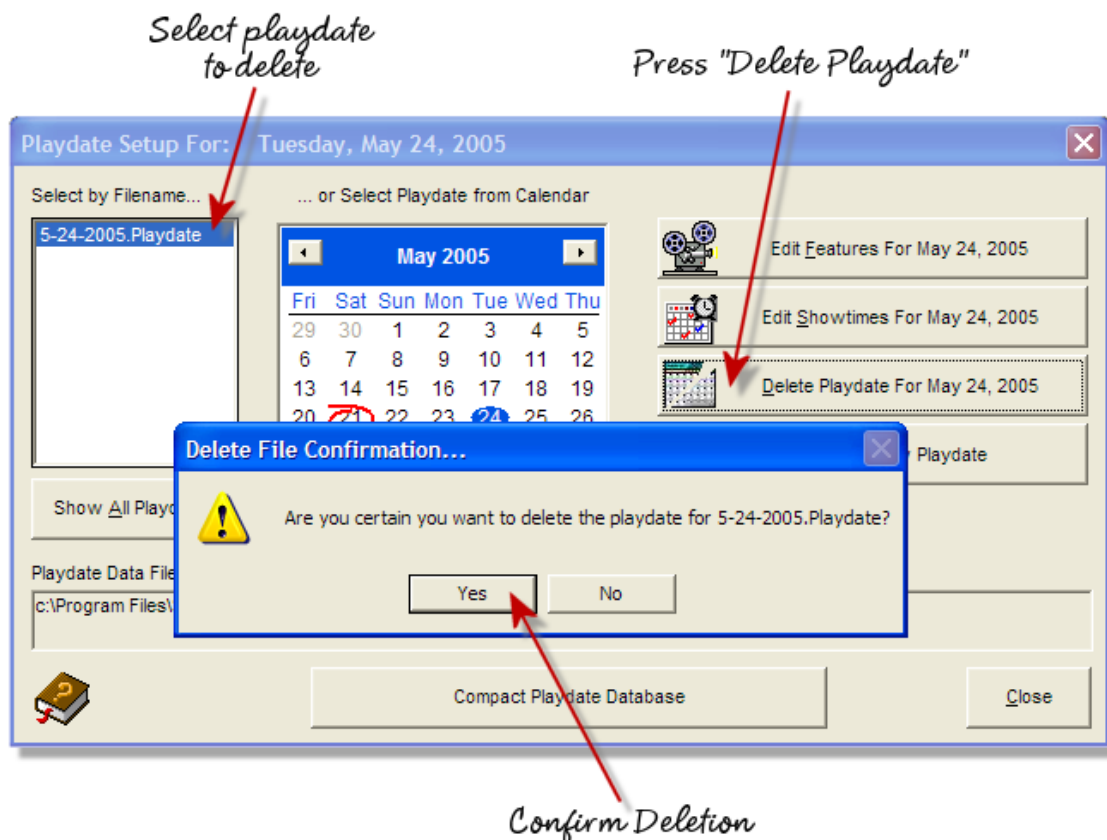 Select playdate
to delete
Press "Delete Playdate"
Playdate Setup For: Tuesday, May 24, 2005
Select by Filename...
... or Select Playdate from Calendar
5-24-2005.Playdate
May 2005
Fri Sat Sun Mon Tue Wed Thu
29 30 1 2 3 4 5
6 7 8 9 10 11 12
13 14 15 16 17 18 19
20 21 22 23 24 25 26
Edit Features For May 24, 2005
Edit Showtimes For May 24, 2005
Delete Playdate For May 24, 2005
Playdate
Show All
Delete File Confirmation...
Are you certain you want to delete the playdate for 5-24-2005.Playdate?
Yes
No
Playdate Data File
c:\Program Files\
Compact Playdate Database
Close
Confirm Deletion